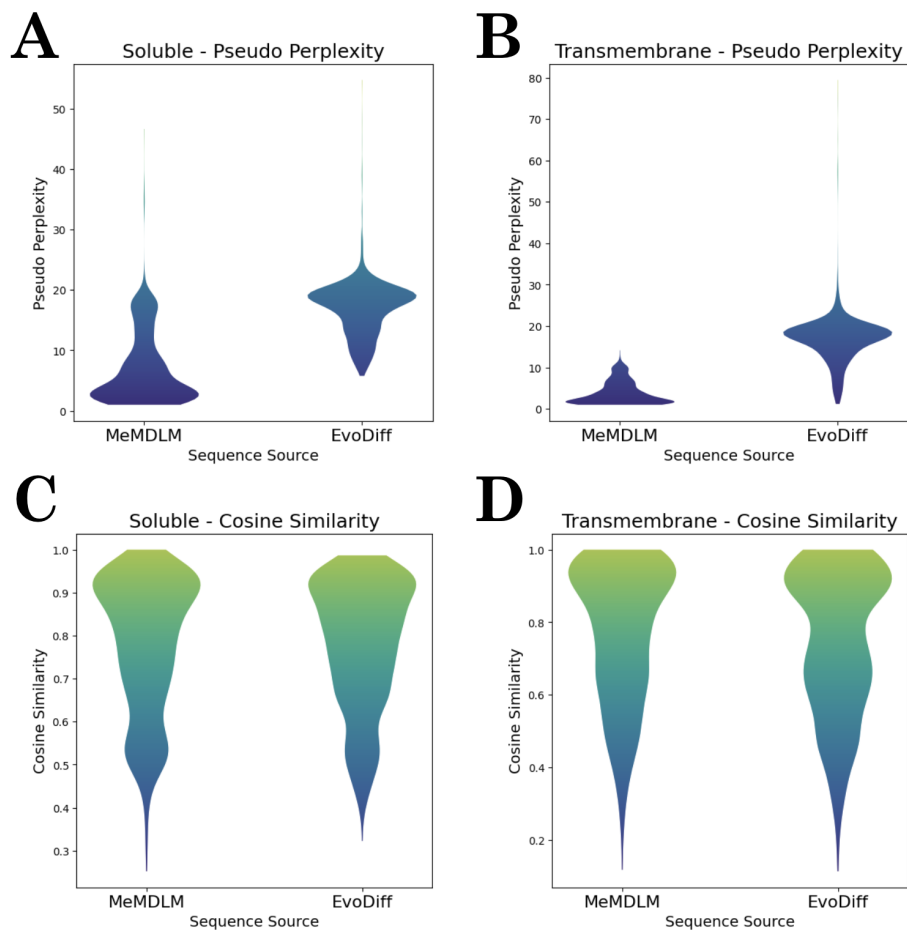 A
Soluble - Pseudo Perplexity
50
40
30
20
10
0
Pseudo Perplexity
MeMDLM
EvoDiff
Sequence Source
B
Transmembrane - Pseudo Perplexity
80
70
60
50
40
30
20
10
0
Pseudo Perplexity
MeMDLM
EvoDiff
Sequence Source
C
Soluble - Cosine Similarity
1.0
0.9
0.8
0.7
0.6
0.5
0.4
0.3
Cosine Similarity
MeMDLM
EvoDiff
Sequence Source
D
Transmembrane - Cosine Similarity
1.0
0.8
0.6
0.4
0.2
Cosine Similarity
MeMDLM
EvoDiff
Sequence Source